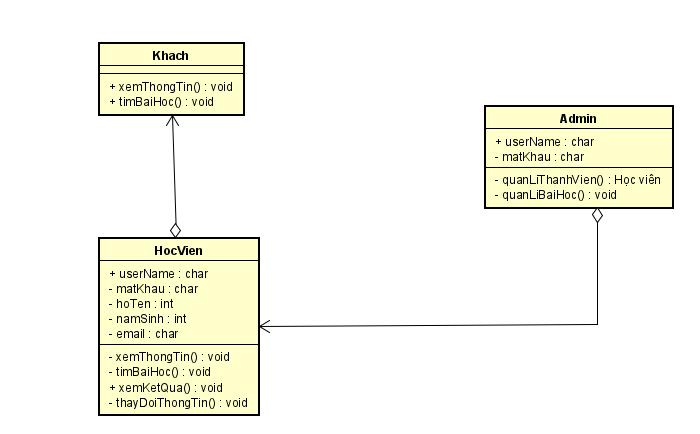 Khach
+ xemThongTin() : void
+ timBaiHoc() : void
Admin
+ userName : char
- matKhau : char
- quanLiThanhVien() : Học viên
- quanLiBaiHoc() : void
HocVien
+ userName : char
- matKhau : char
- hoTen : int
- namSinh : int
- email : char
- xemThongTin() : void
- timBaiHoc() : void
+ xemKetQua() : void
- thayDoiThongTin() : void